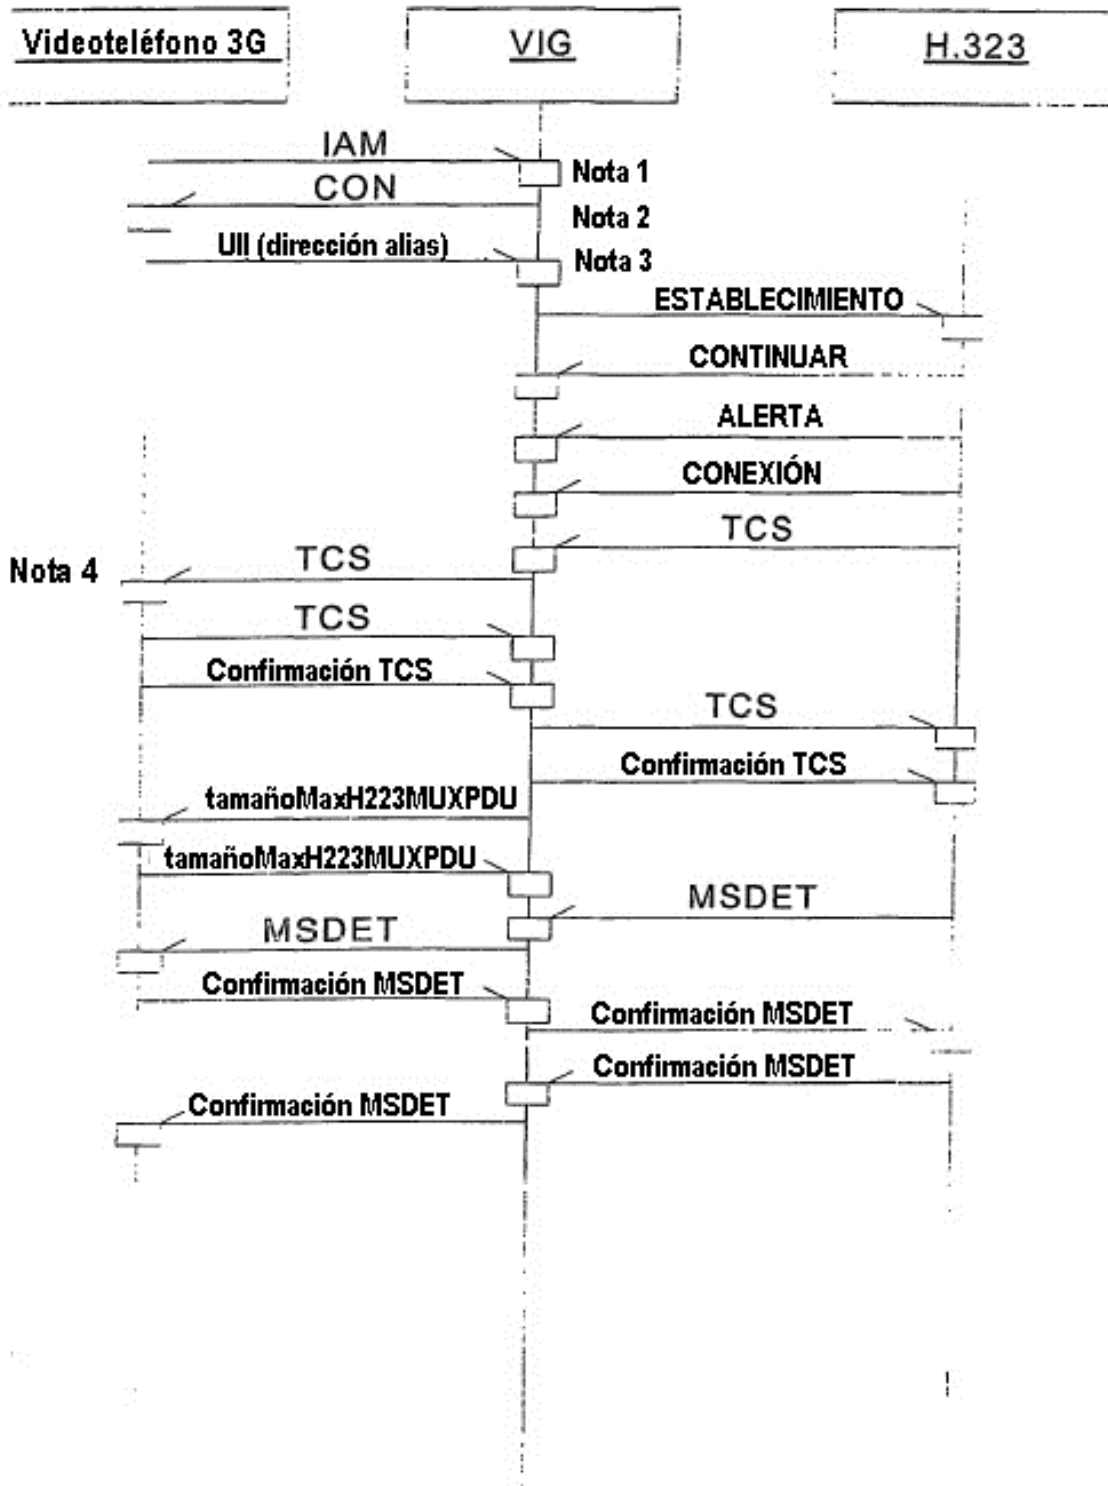 Videoteléfono 3G
VIG
H.323
IAM
Nota 1
CON
Nota 2
UII (dirección alias)
Nota 3
ESTABLECIMIENTO
CONTINUAR
ALERTA
CONEXIÓN
TCS
Nota 4
TCS
TCS
Confirmación TCS
TCS
Confirmación TCS
tamañoMaxH223MUXPDU
tamañoMaxH223MUXPDU
MSDET
MSDET
Confirmación MSDET
Confirmación MSDET
Confirmación MSDET
Confirmación MSDET